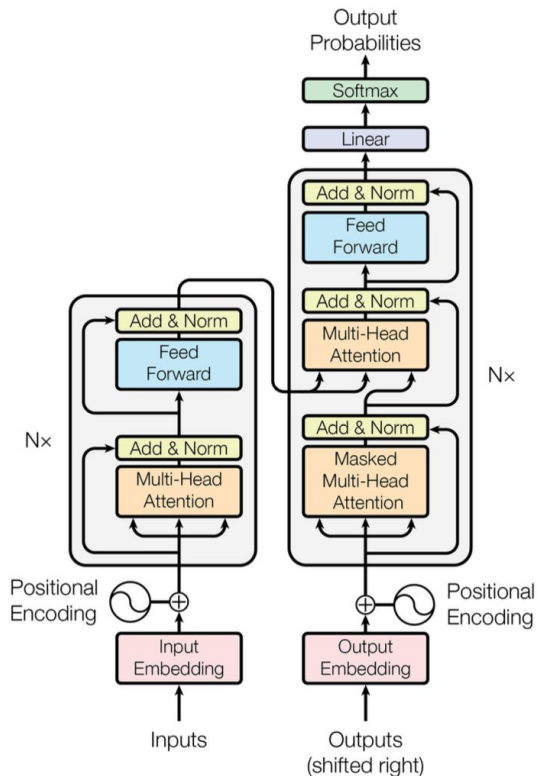 Output
Probabilities
Softmax
Linear
Add & Norm
Feed
Forward
Add & Norm
Multi-Head
Attention
Add & Norm
Masked
Multi-Head
Attention
N×
Add & Norm
Feed
Forward
Add & Norm
Multi-Head
Attention
N×
Positional
Encoding
Positional
Encoding
Input
Embedding
Output
Embedding
Inputs
Outputs
(shifted right)